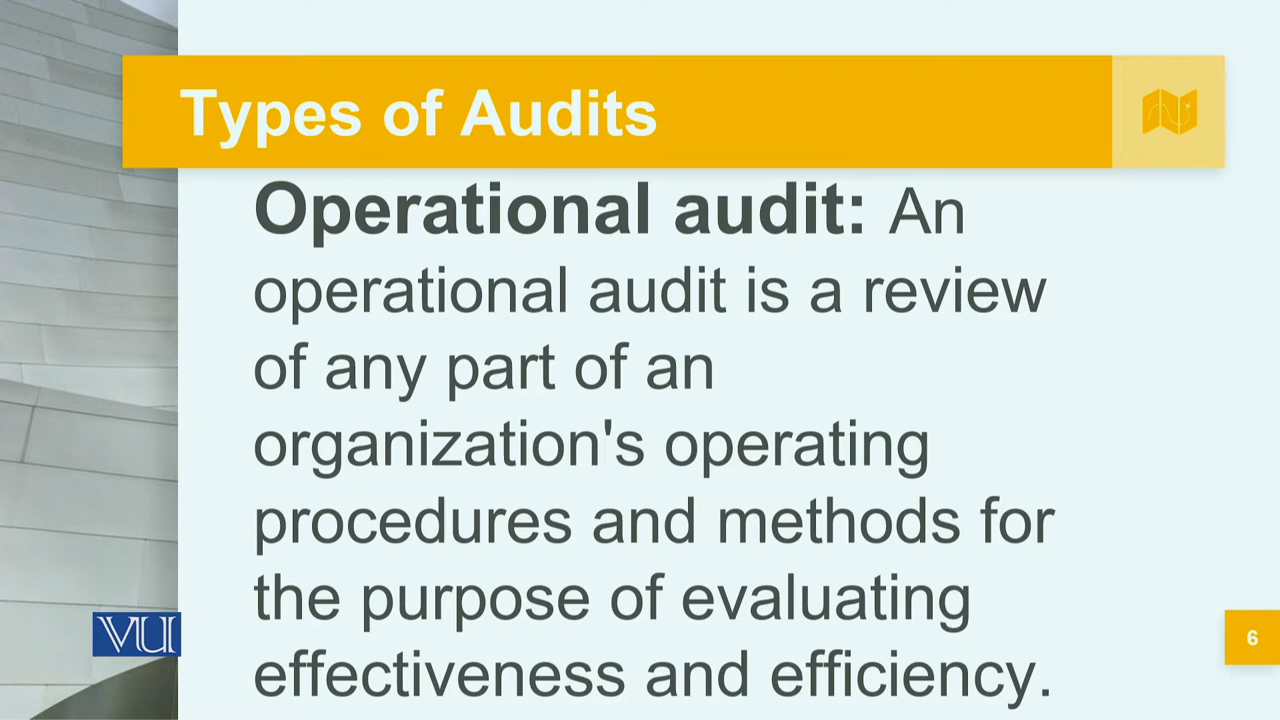 Types of Audits
Operational audit: An
operational audit is a review
of any part of an
organization's operating
procedures and methods for
the purpose of evaluating
effectiveness and efficiency.
VU
6